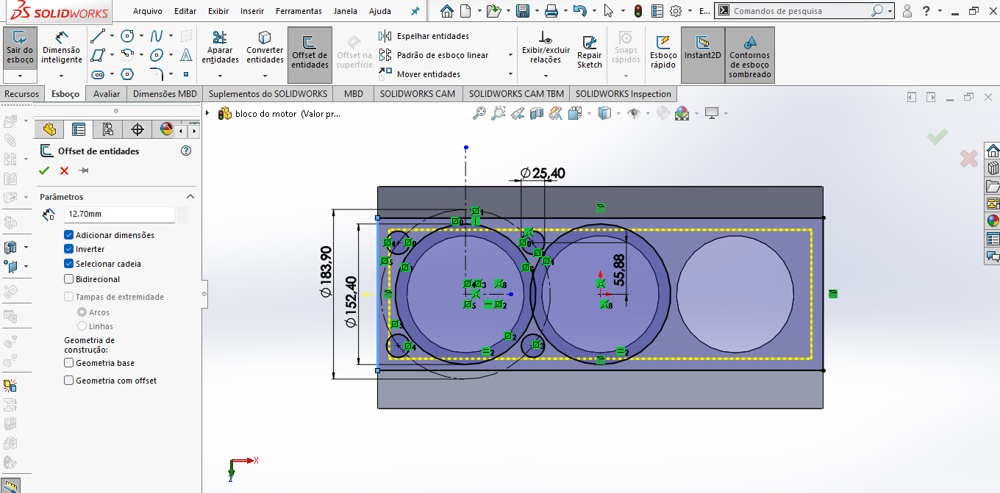 SOLIDWORKS
Arquivo Editar Exibir Inserir Ferramentas Janela Ajuda
E...
Comandos de pesquisa
Sair do esboço
Dimensão inteligente
Aparar entidades
Converter entidades
Offset de entidades
Offset na superfície
Espelhar entidades
Padrão de esboço linear
Mover entidades
Exibir/excluir relações
Repair Sketch
Snaps rápidos
Esboço rápido
Instant2D
Contornos de esboço sombreado
Recursos Esboço Avaliar Dimensões MBD Suplementos do SOLIDWORKS MBD SOLIDWORKS CAM SOLIDWORKS CAM TBM SOLIDWORKS Inspection
bloco do motor (Valor pr...
Offset de entidades
Parâmetros
12.70mm
Adicionar dimensões
Inverter
Selecionar cadeia
Bidirecional
Tampas de extremidade
Arcos
Linhas
Geometria de
construção:
Geometria base
Geometria com offset
Ø25,40
Ø183,90
Ø152,40
55,88
X
Z